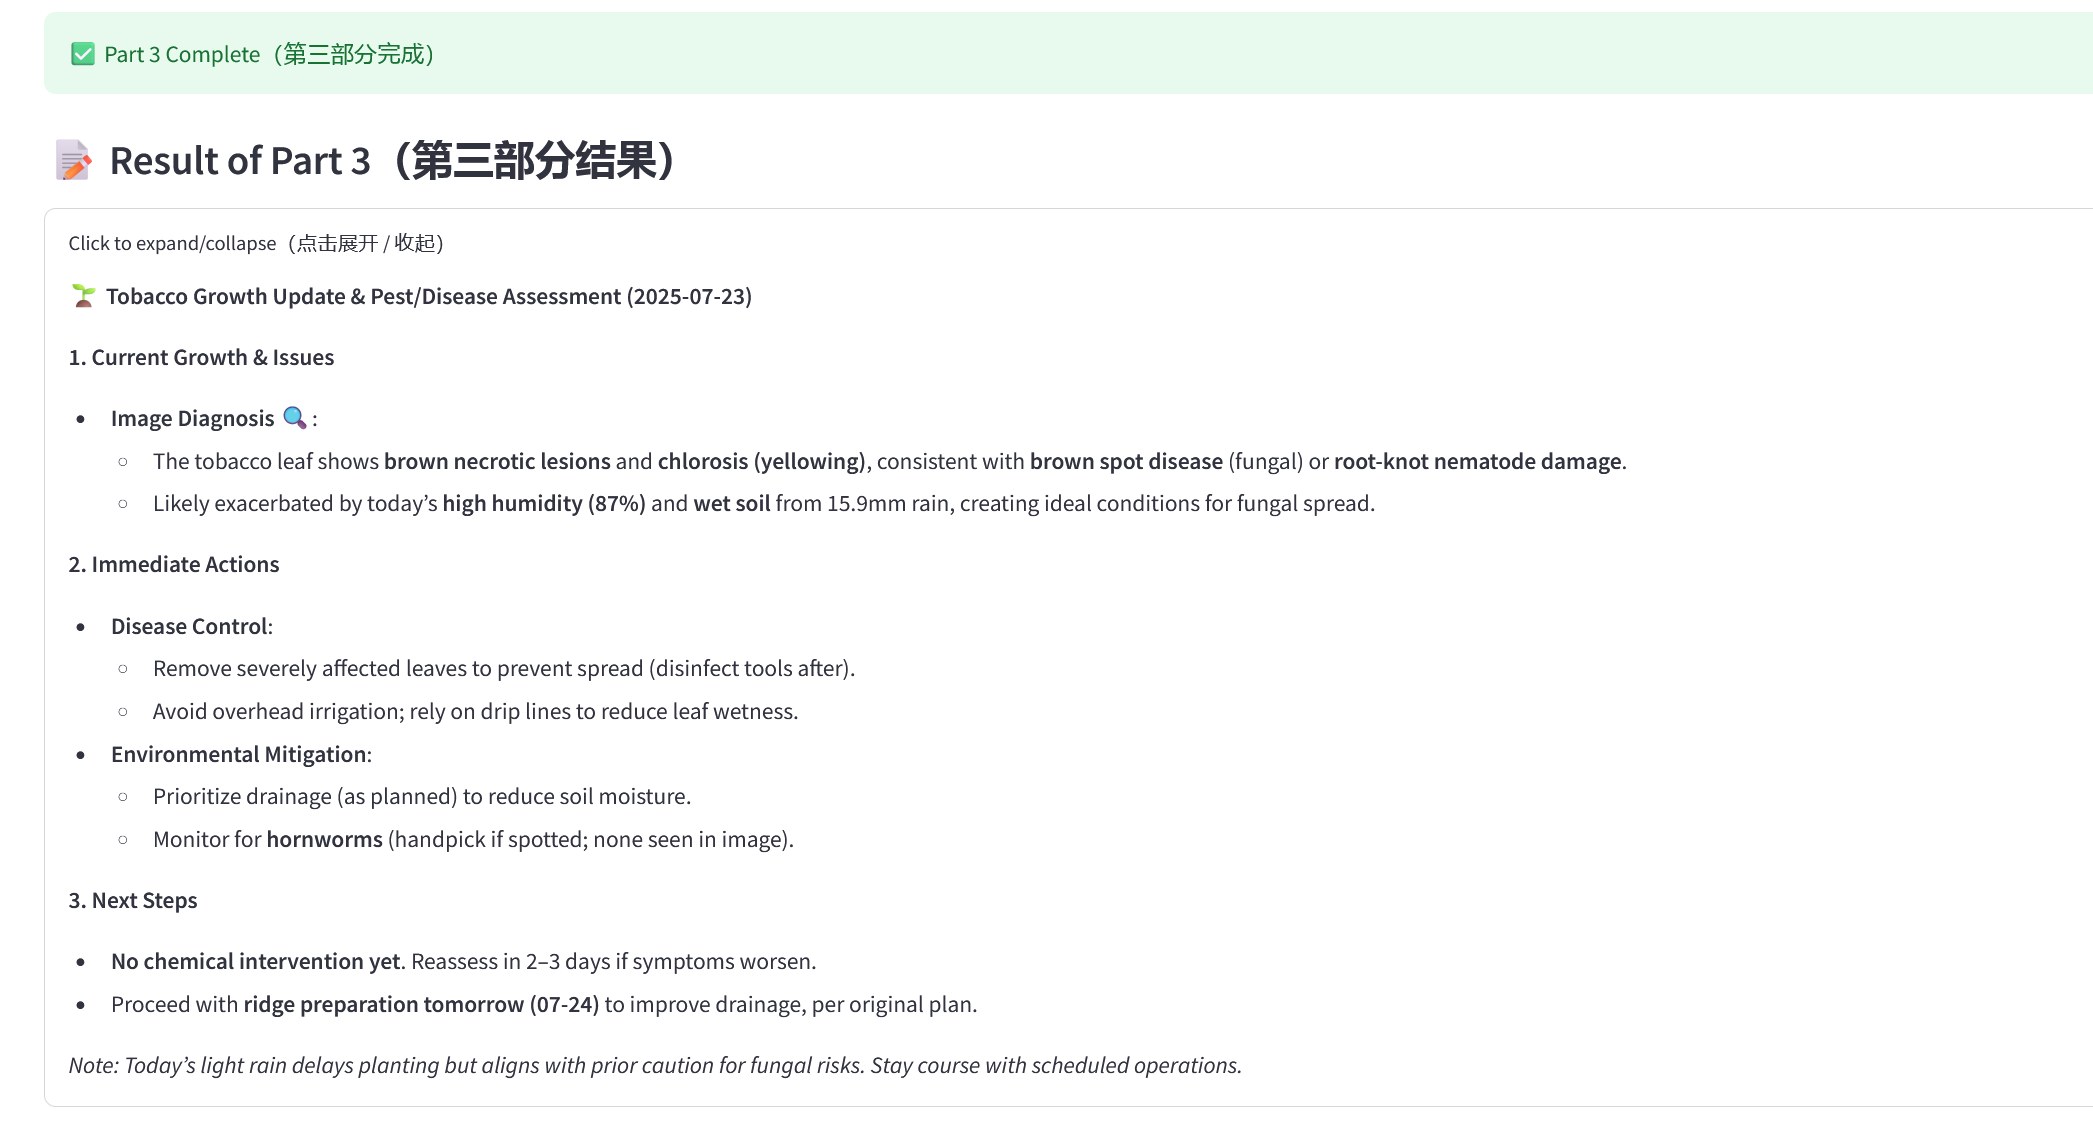 Part 3 Complete（第三部分完成）
Result of Part 3（第三部分结果）
Click to expand/collapse（点击展开 / 收起）
Tobacco Growth Update & Pest/Disease Assessment (2025-07-23)
1. Current Growth & Issues
• Image Diagnosis 🔍 :
○ The tobacco leaf shows brown necrotic lesions and chlorosis (yellowing), consistent with brown spot disease (fungal) or root-knot nematode damage.
○ Likely exacerbated by today’s high humidity (87%) and wet soil from 15.9mm rain, creating ideal conditions for fungal spread.
2. Immediate Actions
• Disease Control:
○ Remove severely affected leaves to prevent spread (disinfect tools after).
○ Avoid overhead irrigation; rely on drip lines to reduce leaf wetness.
• Environmental Mitigation:
○ Prioritize drainage (as planned) to reduce soil moisture.
○ Monitor for hornworms (handpick if spotted; none seen in image).
3. Next Steps
• No chemical intervention yet. Reassess in 2–3 days if symptoms worsen.
• Proceed with ridge preparation tomorrow (07-24) to improve drainage, per original plan.
Note: Today’s light rain delays planting but aligns with prior caution for fungal risks. Stay course with scheduled operations.